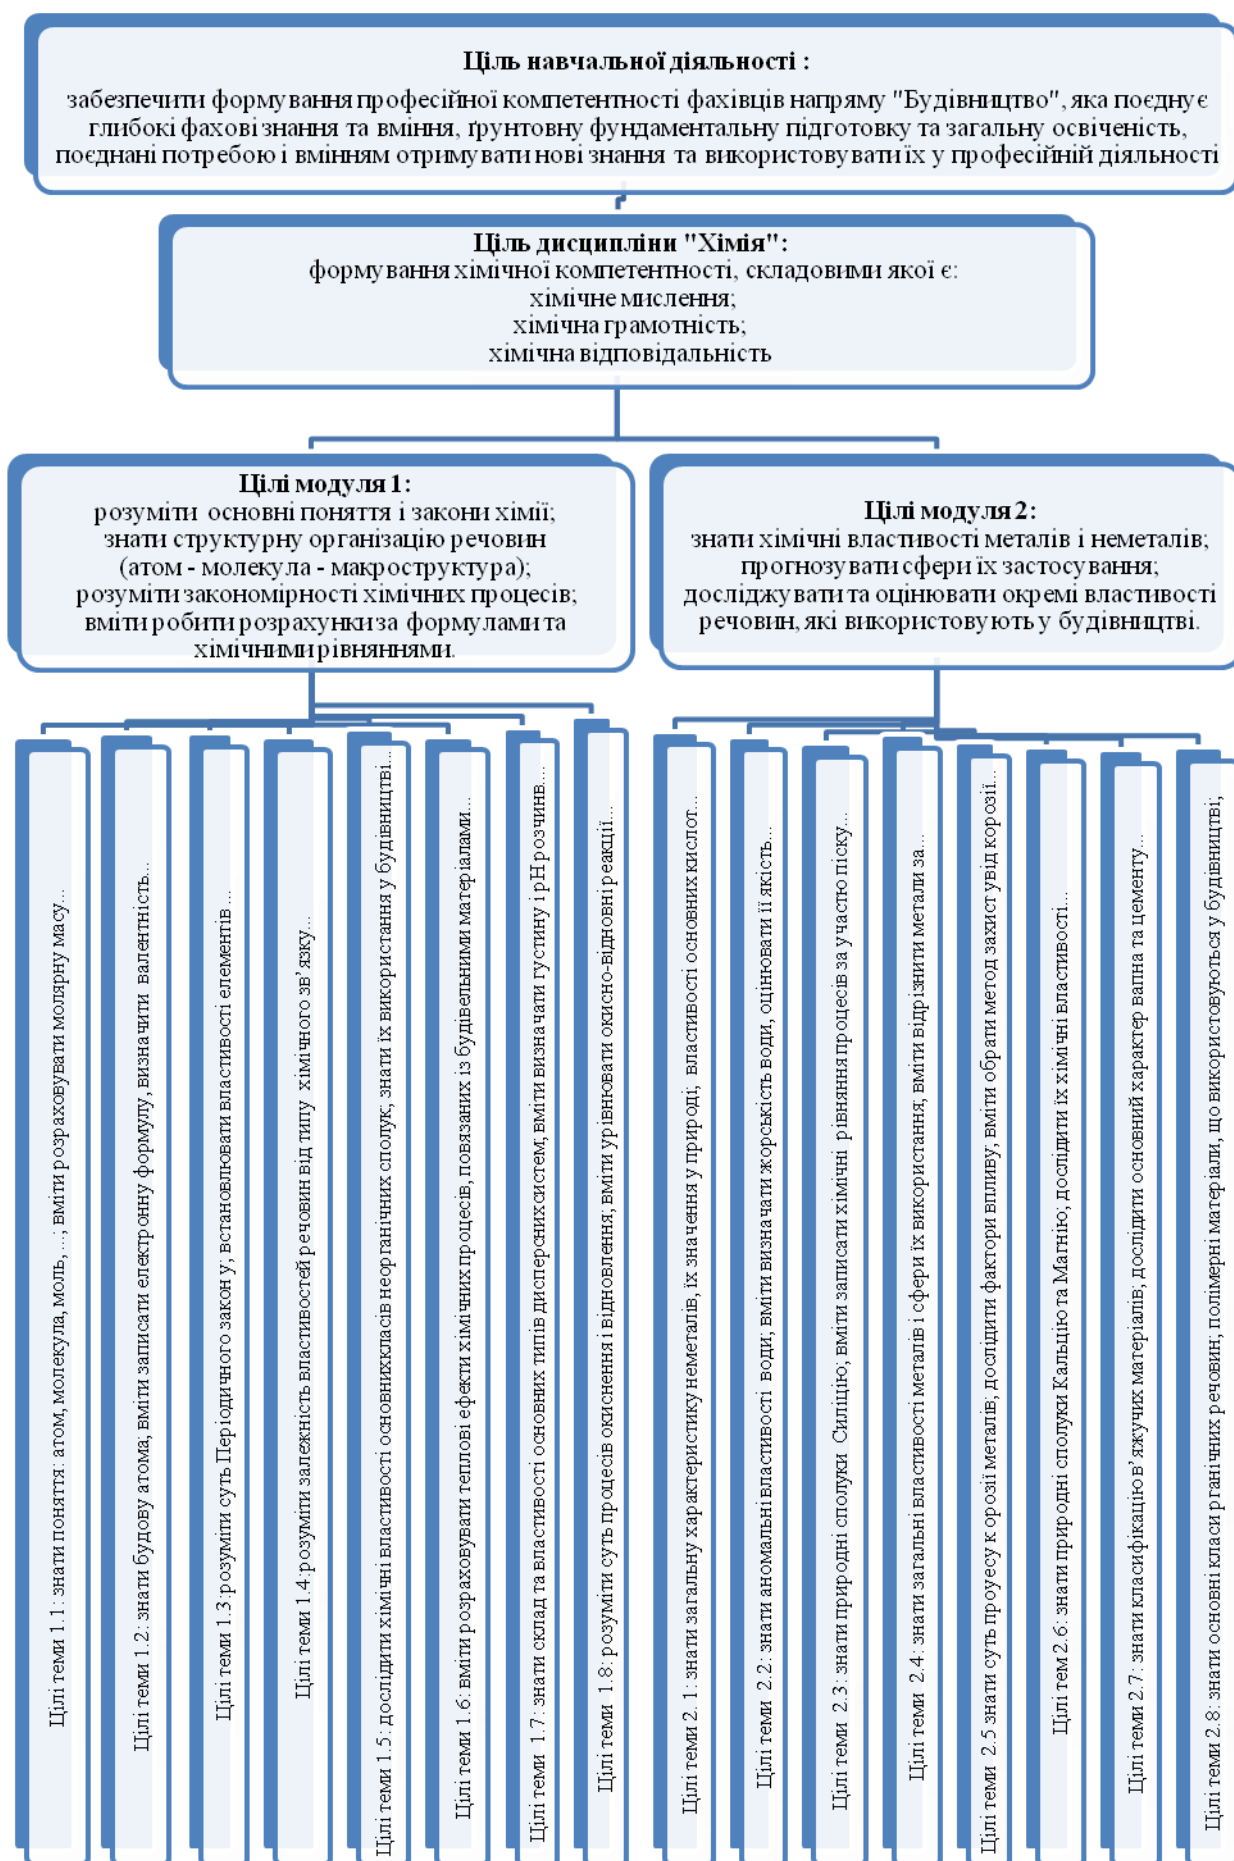 Ціль навчальної діяльності :
забезпечити формування професійної компетентності фахівців напряму "Будівництво", яка поєднує
глибокі фахові знання та вміння, ґрунтовну фундаментальну підготовку та загальну освіченість,
поєднані потребою і вмінням отримувати нові знання та використовувати їх у професійній діяльності
Ціль дисципліни "Хімія":
формування хімічної компетентності, складовими якої є:
хімічне мислення;
хімічна грамотність;
хімічна відповідальність
Цілі модуля 1:
розуміти основні поняття і закони хімії;
знати структурну організацію речовин
(атом - молекула - макроструктура);
розуміти закономірності хімічних процесів;
вміти робити розрахунки за формулами та
хімічними рівняннями.
Цілі модуля 2:
знати хімічні властивості металів і неметалів;
прогнозувати сфери їх застосування;
досліджувати та оцінювати окремі властивості
речовин, які використовують у будівництві.
Цілі теми 1.1: знати поняття: атом, молекула, моль, ...; вміти розраховувати молярну масу...
Цілі теми 1.2: знати будову атома, вміти записати електронну формулу, визначити валентність...
Цілі теми 1.3: розуміти суть Періодичного закон у; встановлювати властивості елементів ...
Цілі теми 1.4: розуміти залежність властивостей речовин від типу хімічного зв’язку...
Цілі теми 1.5: дослідити хімічні властивості основних класів неорганічних сполук, знати їх використання у будівництві...
Цілі теми 1.6: вміти розраховувати теплові ефекти хімічних процесів, повязаних із будівельними матеріалами...
Цілі теми 1.7: знати склад та властивості основних типів дисперсних систем; вміти визначати густину і рН розчинв....
Цілі теми 1.8: розуміти суть процесів окиснення і відновлення; вміти урівнювати окисно-відновні реакції...
Цілі теми 2.1: знати загальну характеристику неметалів, їх значення у природі; властивості основних кислот...
Цілі теми 2.2: знати аномальні властивості води; вміти визначати жорськість води, оцінювати її якість...
Цілі теми 2.3: знати природні сполуки Силіцію; вміти записати хімічні рівняння процесів за участю піску...
Цілі теми 2.4: знати загальні властивості металів і сфери їх використання; вміти відрізнити метали за...
Цілі теми 2.5 знати суть проуесу к орозії металів; дослідити фактори впливу; вміти обрати метод захист у від корозії...
Цілі тем 2.6: знати природні сполуки Кальцію та Магнію; дослідити їх хімічні властивості...
Цілі теми 2.7: знати класифікацію в’яжучих матеріалів; дослідити основний характер вапна та цементу
Цілі теми 2.8: знати основні класи рганічних речовин; полімерні матеріали, що використовуються у будівництві;